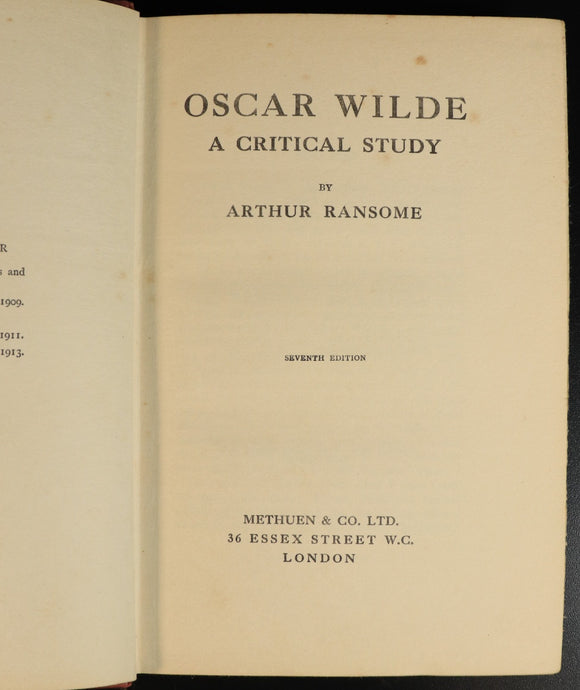 R
s and
1909.
1911.
1913.
OSCAR WILDE
A CRITICAL STUDY
BY
ARTHUR RANSOME
SEVENTH EDITION
METHUEN & CO. LTD.
36 ESSEX STREET W.C.
LONDON